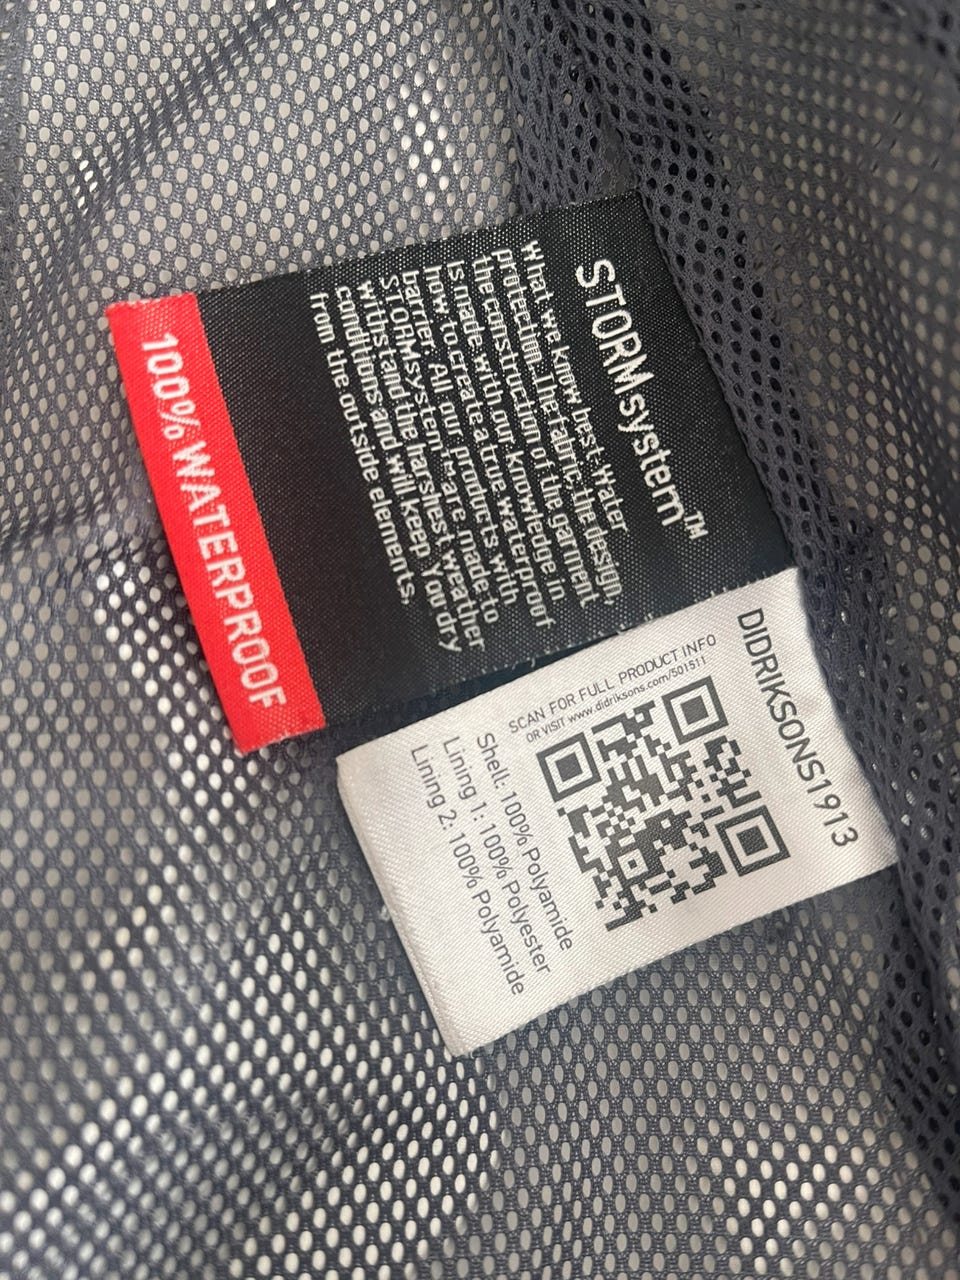 STORMsystem™
What we know best: Water
protection. The fabric, the design,
the construction of the garment
is made with our knowledge in
how to create a true waterproof
barrier. All our products with
STORMsystem™ are made to
withstand the harshest weather
conditions and will keep You dry
from the outside elements.
100% WATERPROOF
DIDRIKSONS1913
SCAN FOR FULL PRODUCT INFO
OR VISIT www.didriksons.com/501511
Shell: 100% Polyamide
Lining 1: 100% Polyester
Lining 2: 100% Polyamide